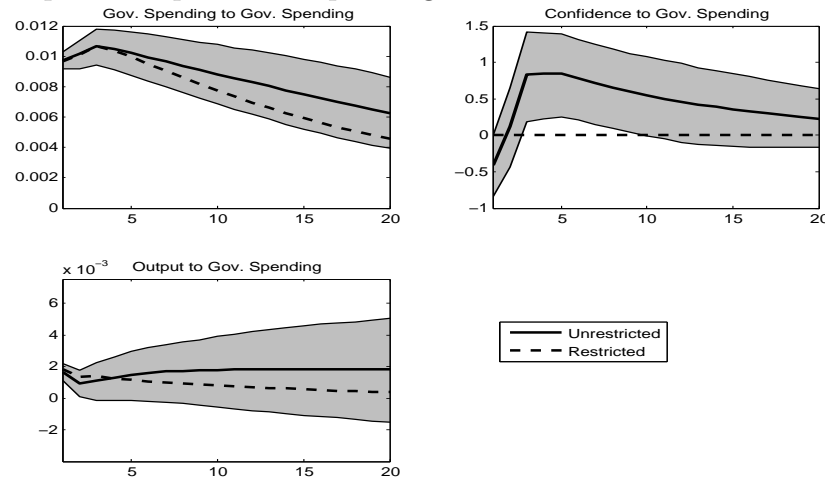 Gov. Spending to Gov. Spending
0.012
0.01
0.008
0.006
0.004
0.002
0
5 10 15 20
Confidence to Gov. Spending
1.5
1
0.5
0
−0.5
−1
5 10 15 20
x 10⁻³ Output to Gov. Spending
6
4
2
0
−2
5 10 15 20
Unrestricted
Restricted